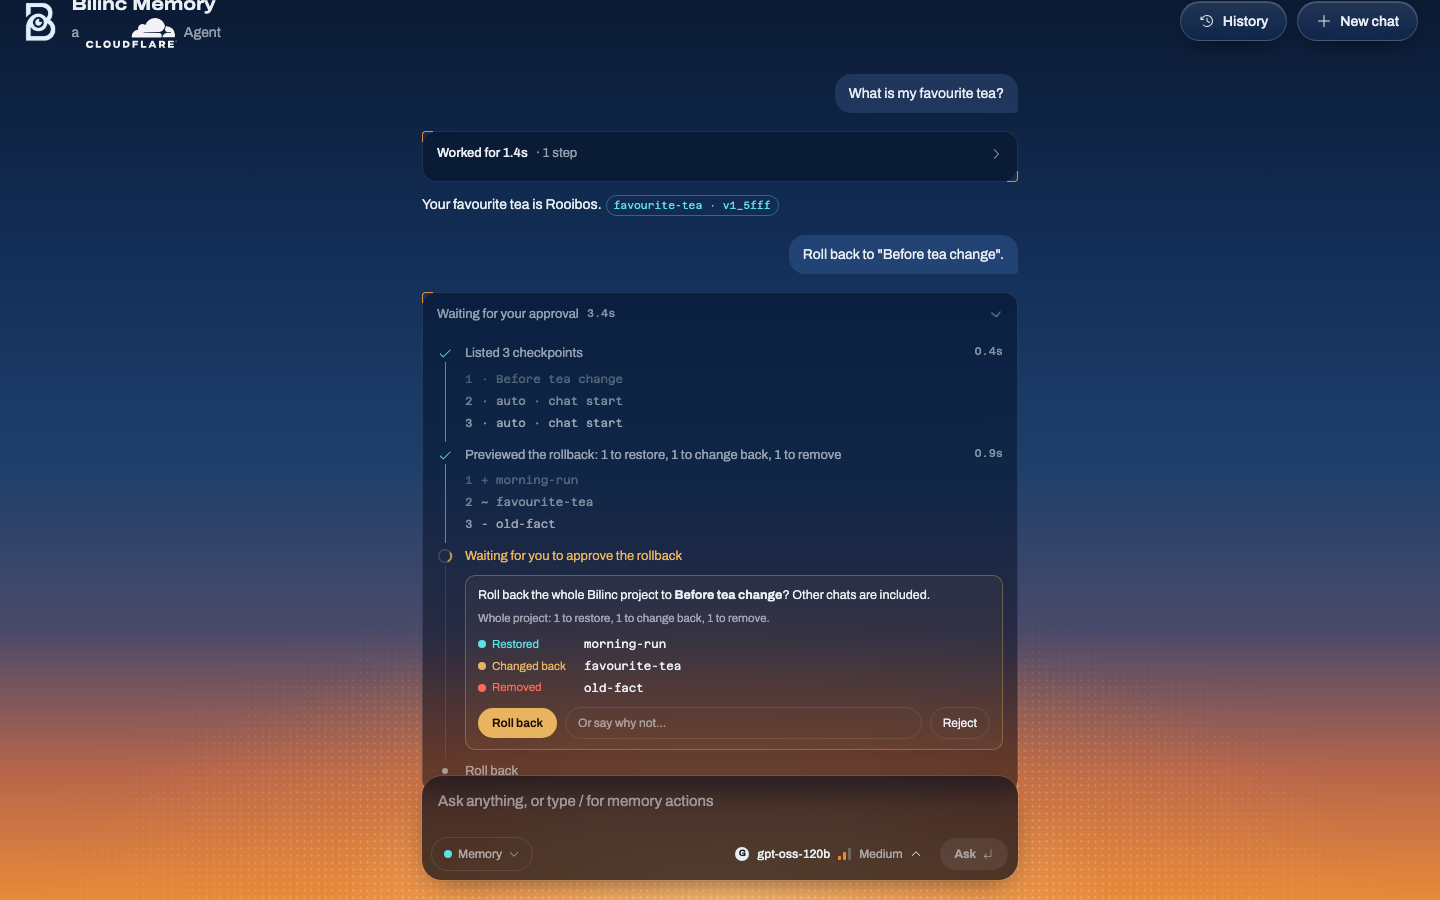 Bilinc Memory
a CLOUDFLARE Agent
History
New chat
What is my favourite tea?
Worked for 1.4s · 1 step
Your favourite tea is Rooibos. favourite-tea · v1_5fff
Roll back to "Before tea change".
Waiting for your approval 3.4s
Listed 3 checkpoints 0.4s
1 · Before tea change
2 · auto · chat start
3 · auto · chat start
Previewed the rollback: 1 to restore, 1 to change back, 1 to remove 0.9s
1 + morning-run
2 ~ favourite-tea
3 - old-fact
Waiting for you to approve the rollback
Roll back the whole Bilinc project to Before tea change? Other chats are included.
Whole project: 1 to restore, 1 to change back, 1 to remove.
Restored morning-run
Changed back favourite-tea
Removed old-fact
Roll back Or say why not... Reject
Roll back
Ask anything, or type / for memory actions
Memory G gpt-oss-120b Medium Ask